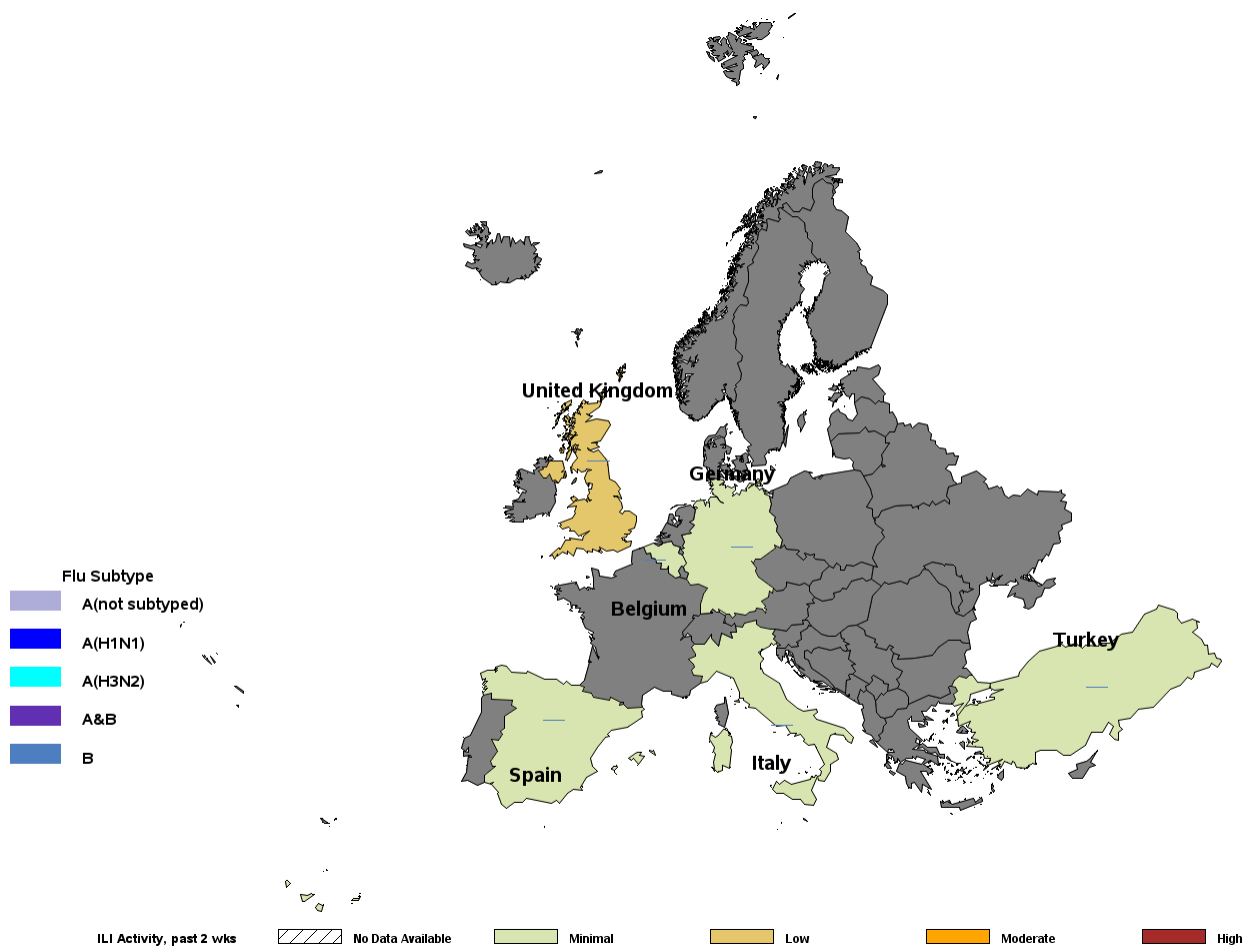 United Kingdom
Germany
Belgium
Turkey
Spain
Italy
Flu Subtype
A(not subtyped)
A(H1N1)
A(H3N2)
A&B
B
ILI Activity, past 2 wks No Data Available Minimal Low Moderate High